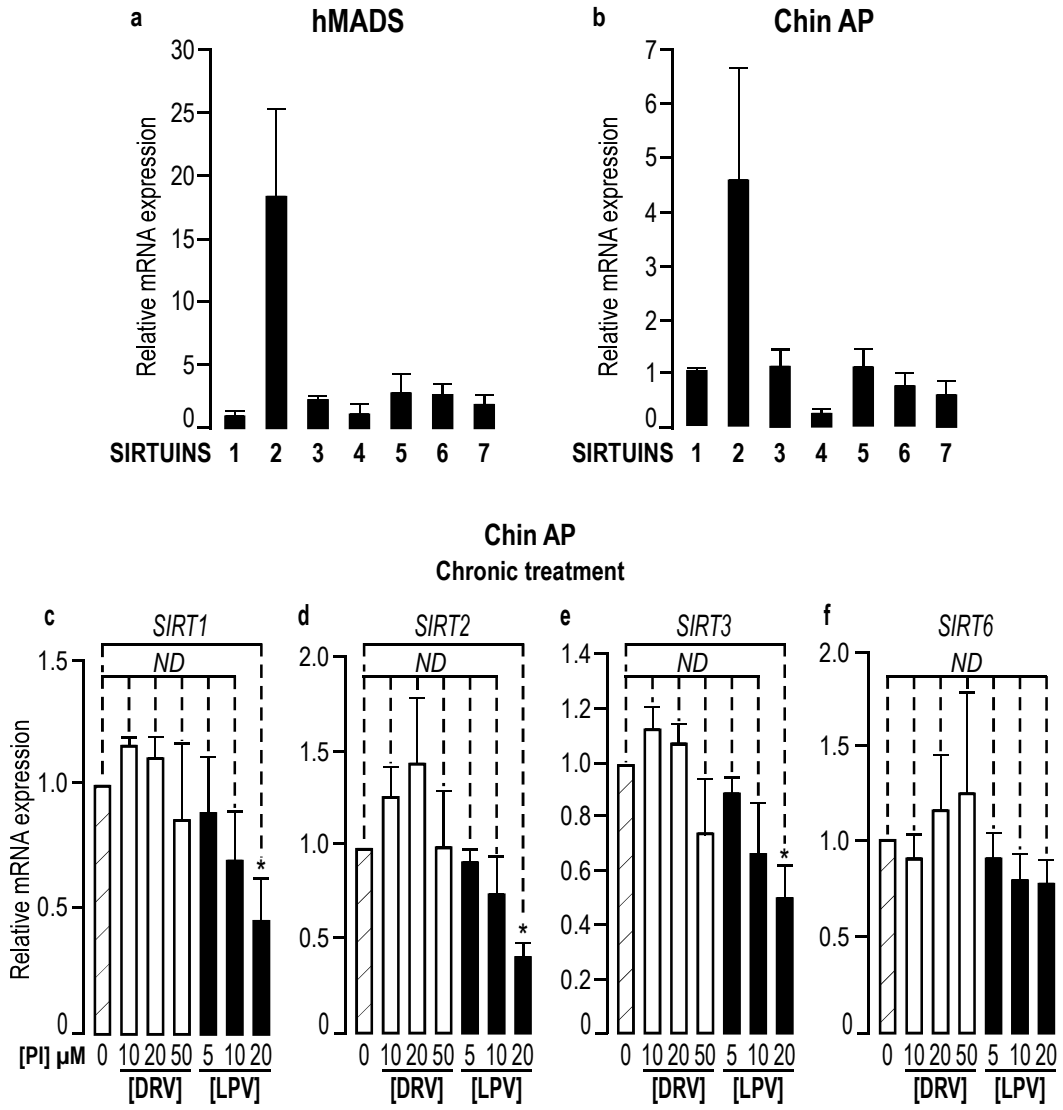 a
hMADS
b
Chin AP
Relative mRNA expression
30
25
20
15
10
5
0
SIRTUINS 1 2 3 4 5 6 7
Relative mRNA expression
7
6
5
4
3
2
1
0
SIRTUINS 1 2 3 4 5 6 7
Chin AP
Chronic treatment
c
SIRT1
ND
Relative mRNA expression
1.5
1.0
0.5
0
*
[PI] µM 0 10 20 50 5 10 20
[DRV] [LPV]
d
SIRT2
ND
2.0
1.5
1.0
0.5
0
*
0 10 20 50 5 10 20
[DRV] [LPV]
e
SIRT3
ND
1.4
1.2
1.0
0.8
0.6
0.4
0.2
0
*
0 10 20 50 5 10 20
[DRV] [LPV]
f
SIRT6
ND
2.0
1.5
1.0
0.5
0
0 10 20 50 5 10 20
[DRV] [LPV]